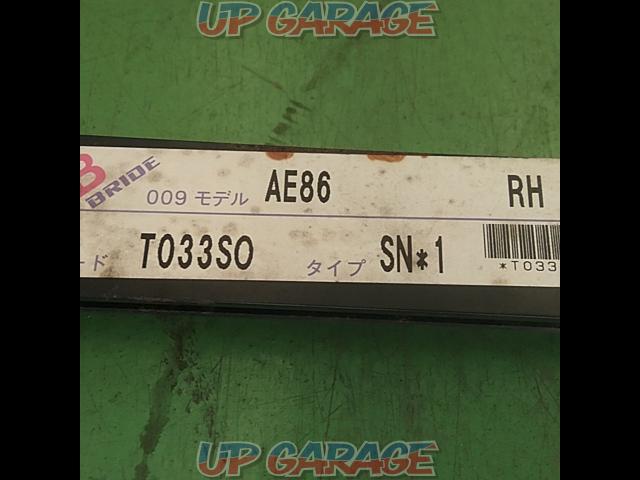 UP GARAGE
BRIDE 009 モデル AE86 RH
ード T033SO タイプ SN*1
*T033
UP GARAGE